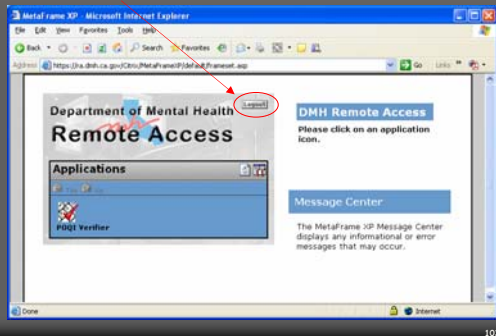 MetaFrame XP - Microsoft Internet Explorer
File Edit View Favorites Tools Help
Back Search Favorites
Address https://ra.dmh.ca.gov/Citrix/MetaFrameXP/default/frameset.asp Go Links »
Department of Mental Health
Logout
Remote Access
Applications
POQI Verifier
DMH Remote Access
Please click on an application
icon.
Message Center
The MetaFrame XP Message Center
displays any informational or error
messages that may occur.
Done Internet